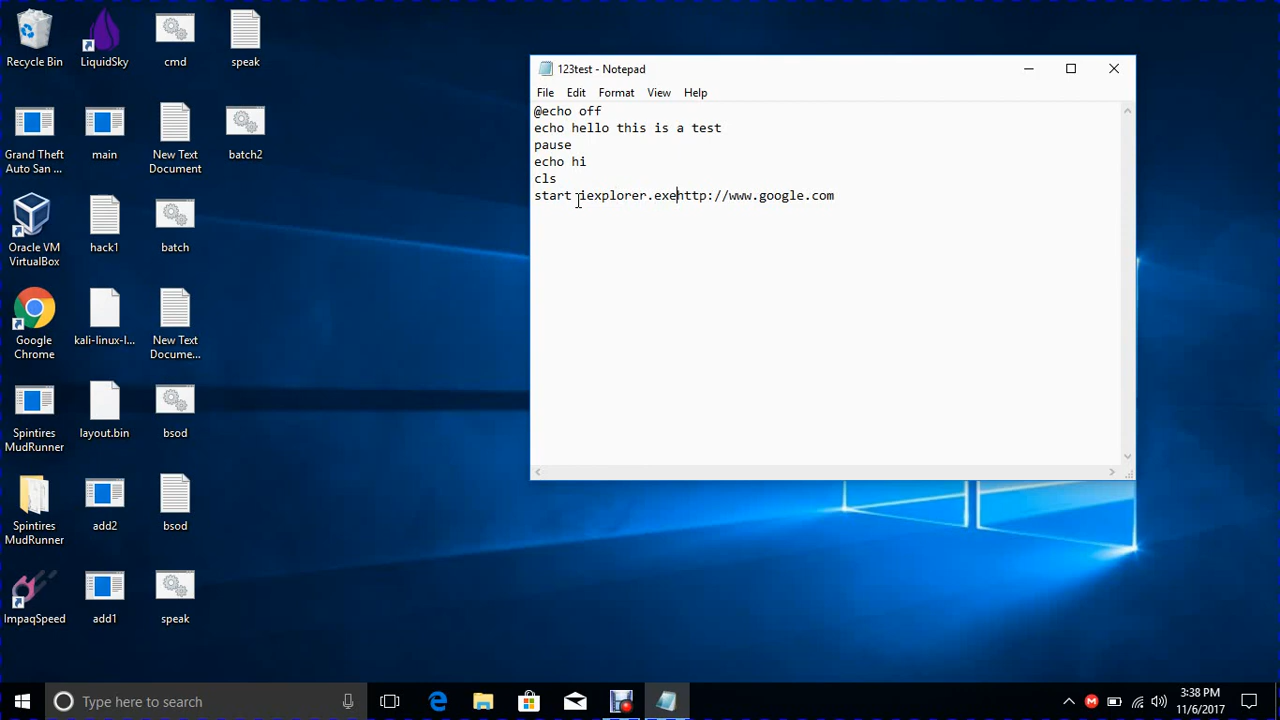 Recycle Bin
LiquidSky
cmd
speak
Grand Theft
Auto San ...
main
New Text
Document
batch2
Oracle VM
VirtualBox
hack1
batch
Google
Chrome
kali-linux-l...
New Text
Docume...
Spintires
MudRunner
layout.bin
bsod
Spintires
MudRunner
add2
bsod
ImpaqSpeed
add1
speak
123test - Notepad
File Edit Format View Help
@echo off
echo hello this is a test
pause
echo hi
cls
start iexplorer.exehttp://www.google.com
Type here to search
3:38 PM
11/6/2017